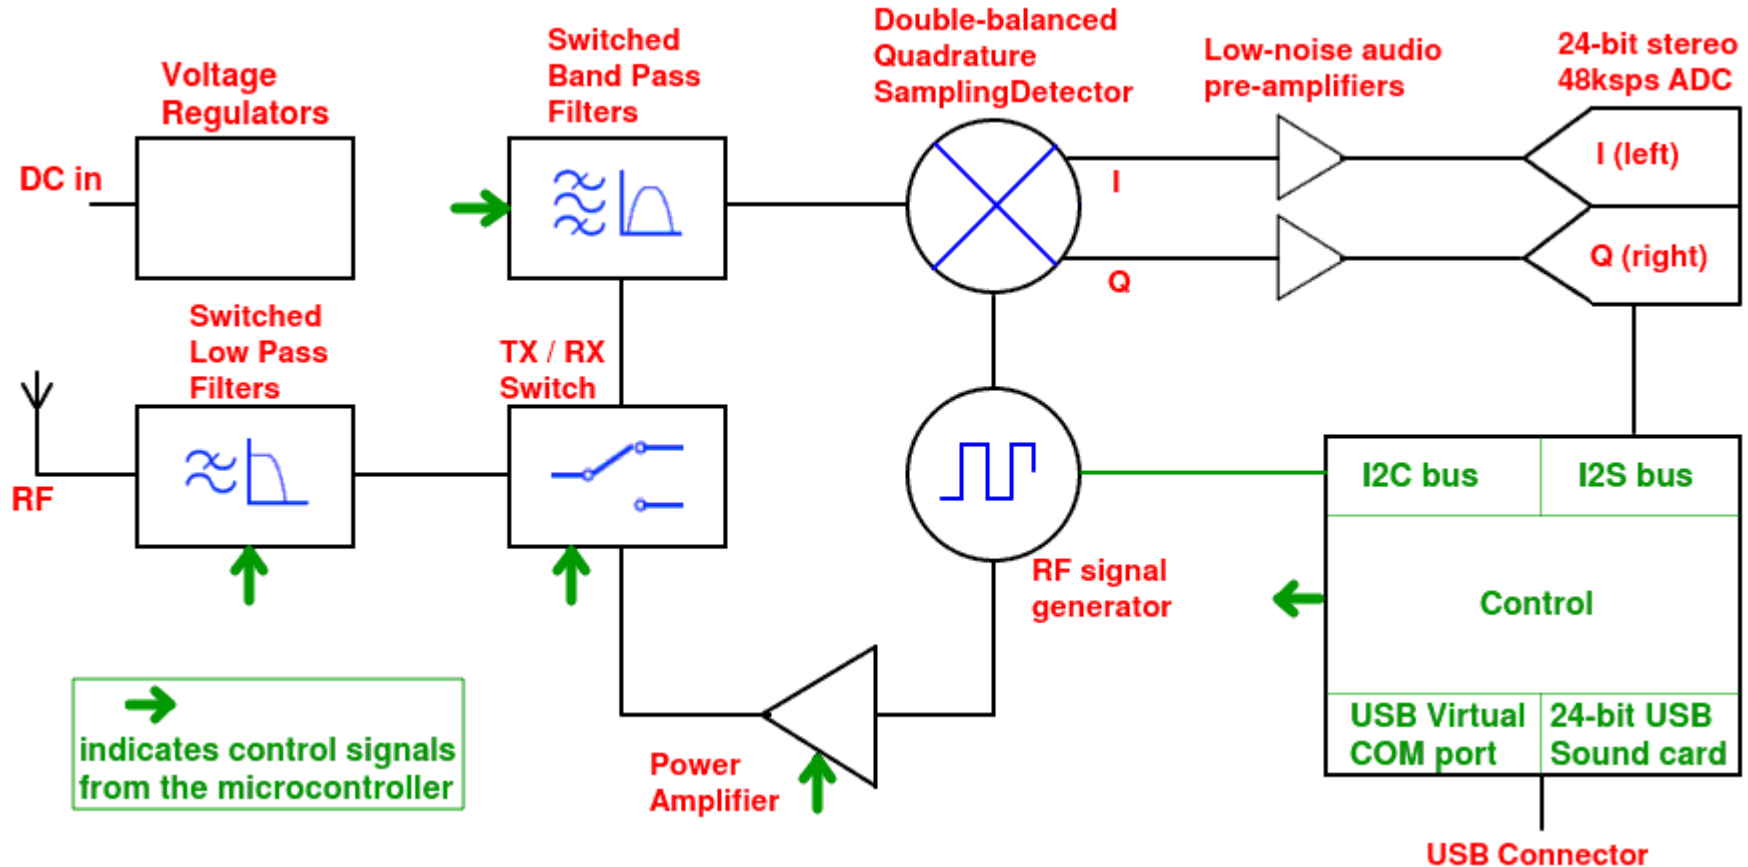 Voltage
Regulators
DC in
Switched
Band Pass
Filters
Double-balanced
Quadrature
SamplingDetector
I
Q
Low-noise audio
pre-amplifiers
24-bit stereo
48ksps ADC
I (left)
Q (right)
Switched
Low Pass
Filters
RF
TX / RX
Switch
RF signal
generator
I2C bus
I2S bus
Control
USB Virtual
COM port
24-bit USB
Sound card
USB Connector
Power
Amplifier
indicates control signals
from the microcontroller